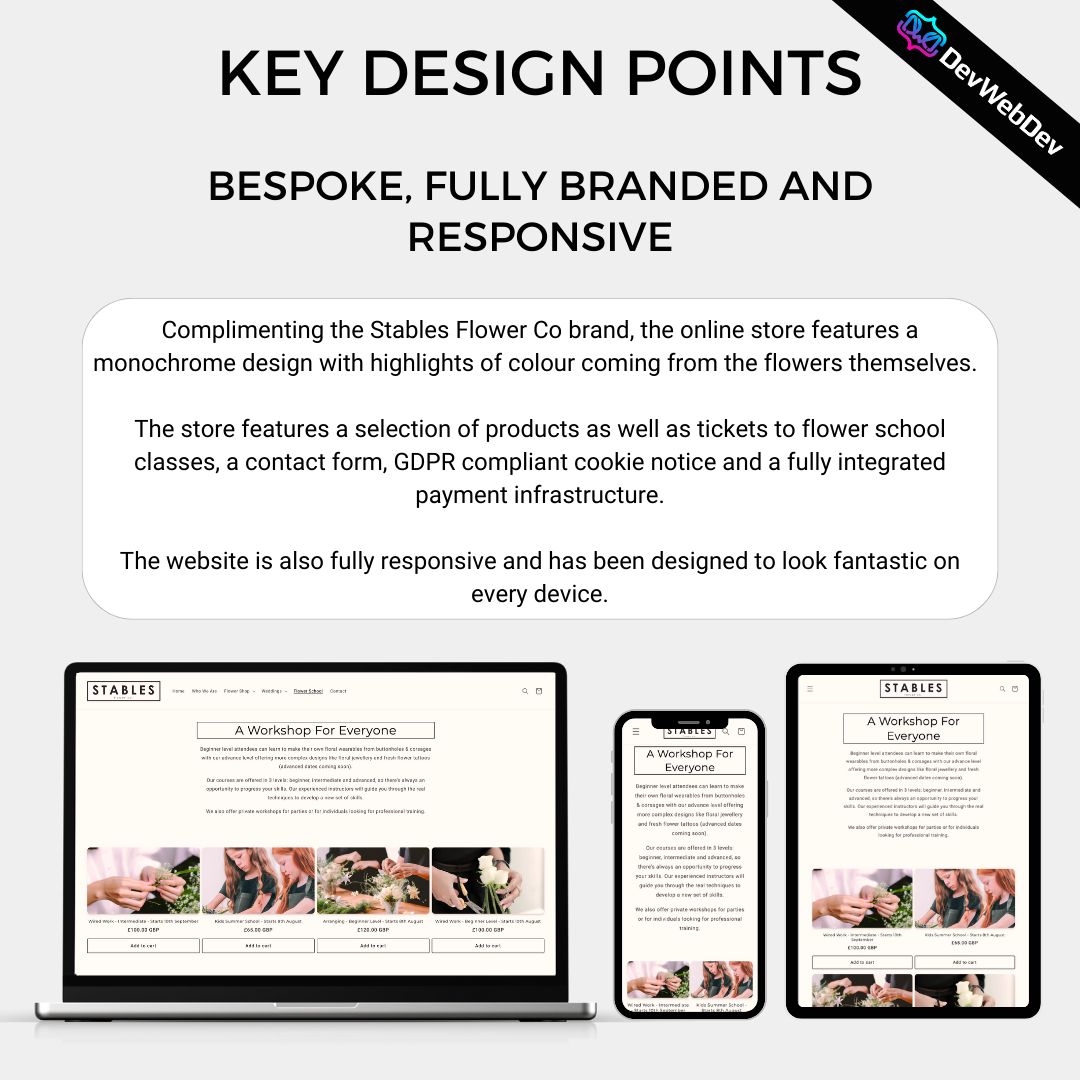 KEY DESIGN POINTS
DevWebDev
BESPOKE, FULLY BRANDED AND
RESPONSIVE
Complimenting the Stables Flower Co brand, the online store features a
monochrome design with highlights of colour coming from the flowers themselves.
The store features a selection of products as well as tickets to flower school
classes, a contact form, GDPR compliant cookie notice and a fully integrated
payment infrastructure.
The website is also fully responsive and has been designed to look fantastic on
every device.
STABLES
FLOWER CO.
Home Who We Are Flower Shop Weddings Flower School Contact
A Workshop For Everyone
Beginner level attendees can learn to make their own floral wearables from buttonholes & corsages
with our advance level offering more complex designs like floral jewellery and fresh flower tattoos
(advanced dates coming soon).
Our courses are offered in 3 levels: beginner, intermediate and advanced, so there's always an
opportunity to progress your skills. Our experienced instructors will guide you through the real
techniques to develop a new set of skills.
We also offer private workshops for parties or for individuals looking for professional training.
Wired Work - Intermediate - Starts 10th September
£100.00 GBP
Add to cart
Kids Summer School - Starts 8th August
£65.00 GBP
Add to cart
Arranging - Beginner Level - Starts 8th August
£120.00 GBP
Add to cart
Wired Work - Beginner Level - Starts 10th August
£100.00 GBP
Add to cart
STABLES
A Workshop For
Everyone
Beginner level attendees can learn to make
their own floral wearables from buttonholes
& corsages with our advance level offering
more complex designs like floral jewellery
and fresh flower tattoos (advanced dates
coming soon).
Our courses are offered in 3 levels:
beginner, intermediate and advanced, so
there's always an opportunity to progress
your skills. Our experienced instructors will
guide you through the real techniques to
develop a new set of skills.
We also offer private workshops for parties
or for individuals looking for professional
training.
Wired Work - Intermediate
- Starts 10th September
Kids Summer School -
Starts 8th August
STABLES
FLOWER CO.
A Workshop For
Everyone
Beginner level attendees can learn to make their own floral
wearables from buttonholes & corsages with our advance level
offering more complex designs like floral jewellery and fresh
flower tattoos (advanced dates coming soon).
Our courses are offered in 3 levels: beginner, intermediate and
advanced, so there's always an opportunity to progress your
skills. Our experienced instructors will guide you through the real
techniques to develop a new set of skills.
We also offer private workshops for parties or for individuals
looking for professional training.
Wired Work - Intermediate - Starts 10th
September
£100.00 GBP
Add to cart
Kids Summer School - Starts 8th August
£65.00 GBP
Add to cart